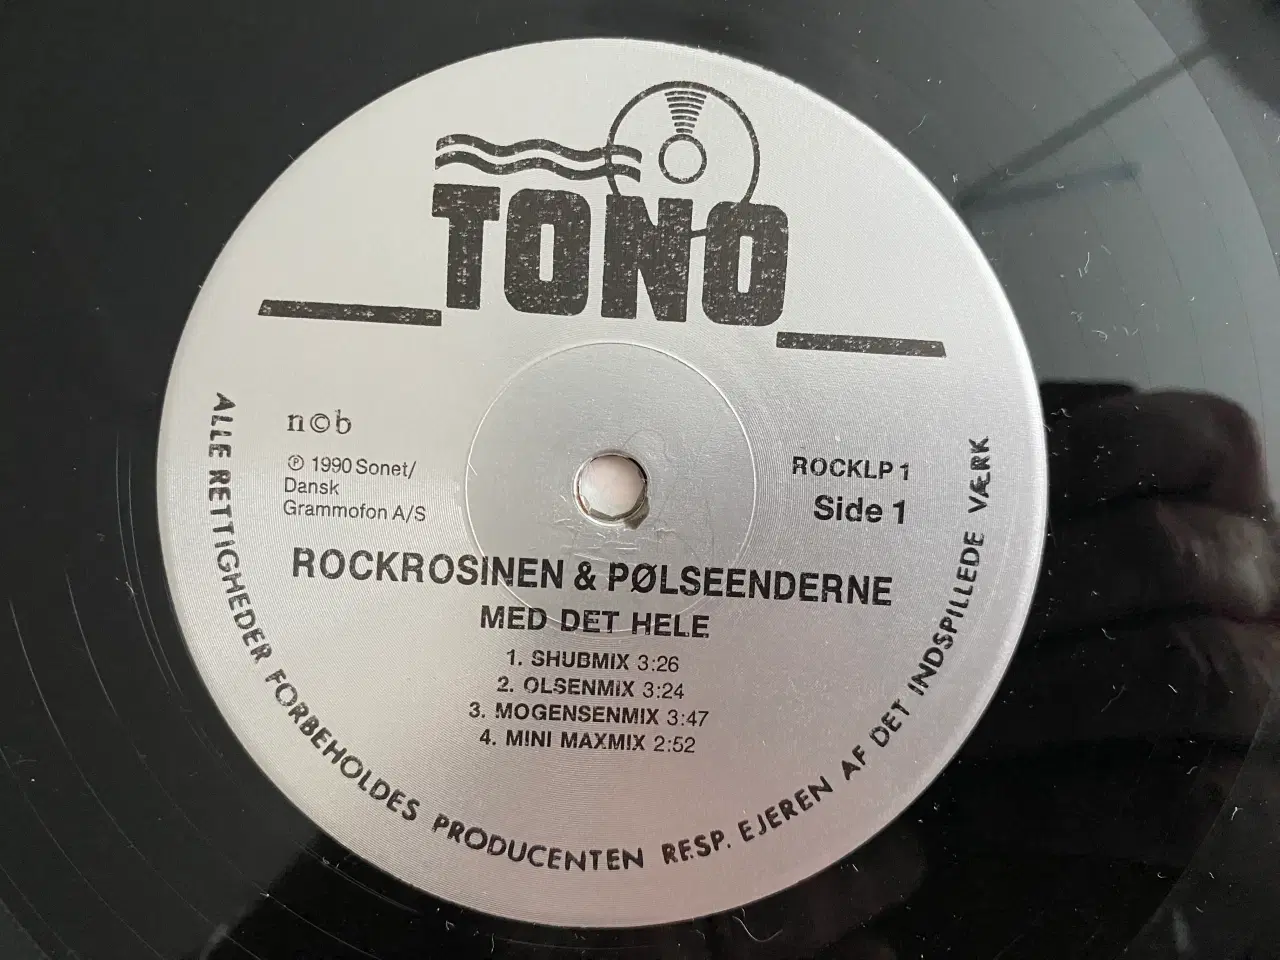 TONO
n©b
℗ 1990 Sonet/
Dansk
Grammofon A/S
ROCKLP 1
Side 1
ROCKROSINEN & PØLSEENDERNE
MED DET HELE
1. SHUBMIX 3:26
2. OLSENMIX 3:24
3. MOGENSENMIX 3:47
4. MINI MAXMIX 2:52
ALLE RETTIGHEDER FORBEHOLDES PRODUCENTEN RESP. EJEREN AF DET INDSPILLEDE VÆRK